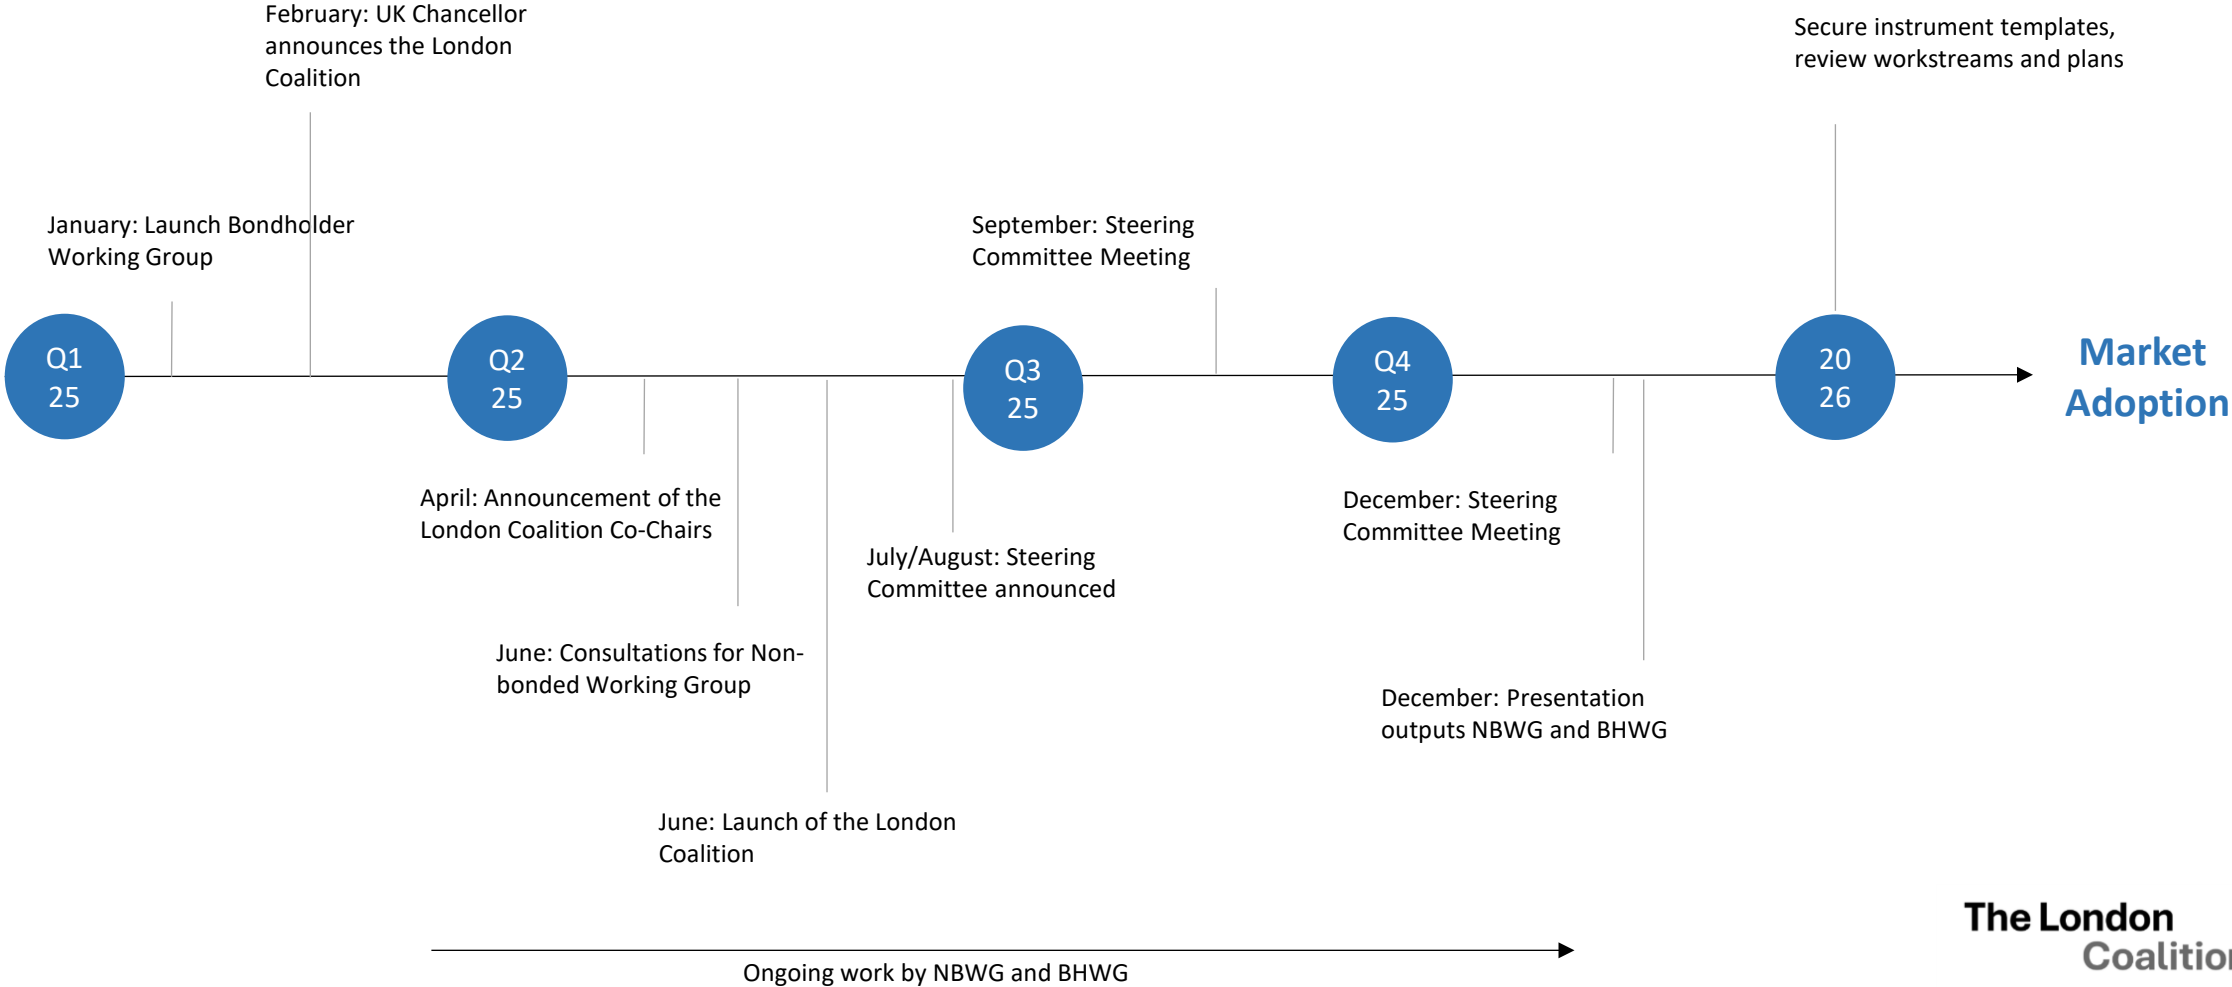 February: UK Chancellor
announces the London
Coalition
Secure instrument templates,
review workstreams and plans
January: Launch Bondholder
Working Group
September: Steering
Committee Meeting
Q1
25
Q2
25
Q3
25
Q4
25
20
26
Market
Adoption
April: Announcement of the
London Coalition Co-Chairs
December: Steering
Committee Meeting
July/August: Steering
Committee announced
June: Consultations for Non-
bonded Working Group
December: Presentation
outputs NBWG and BHWG
June: Launch of the London
Coalition
Ongoing work by NBWG and BHWG
The London
Coalition